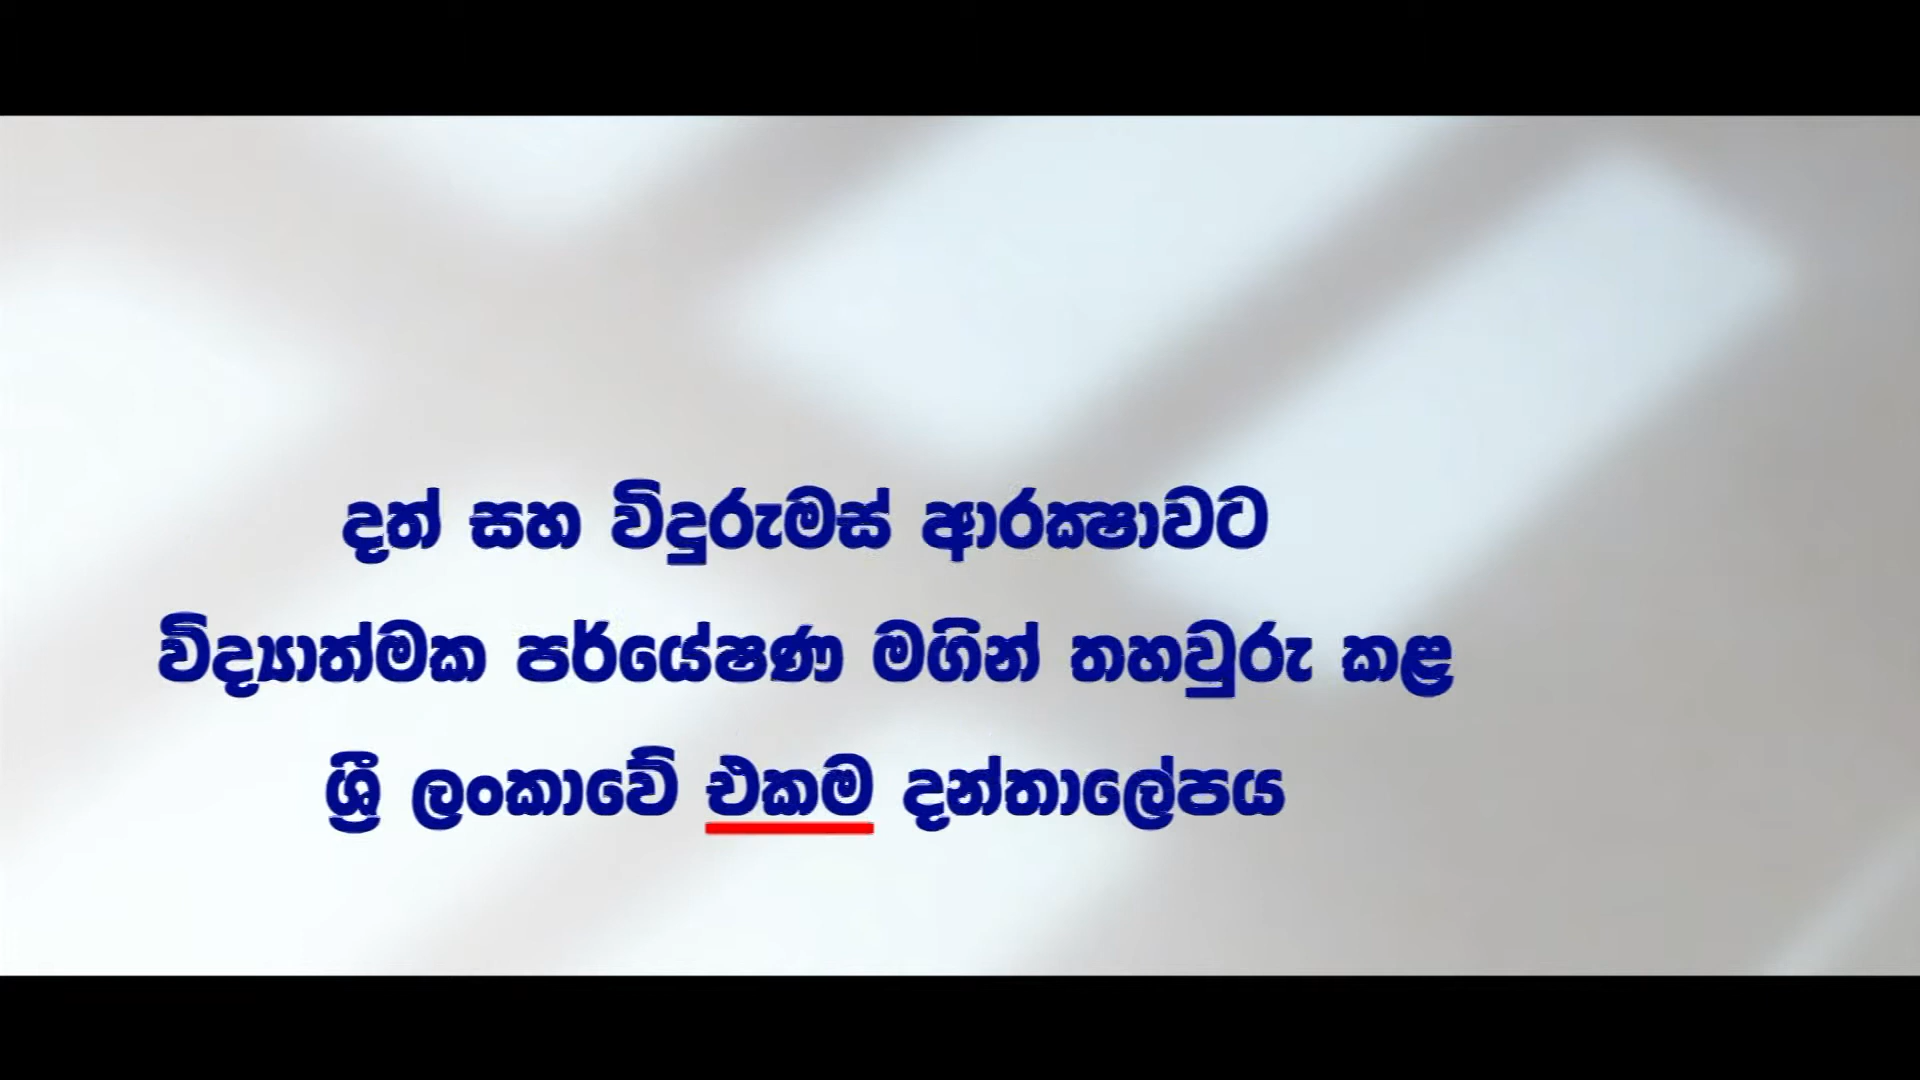 දත් සහ විදුරුමස් ආරක්‍ෂාවට
විද්‍යාත්මක පර්යේෂණ මගින් තහවුරු කළ
ශ්‍රී ලංකාවේ එකම දන්තාලේපය